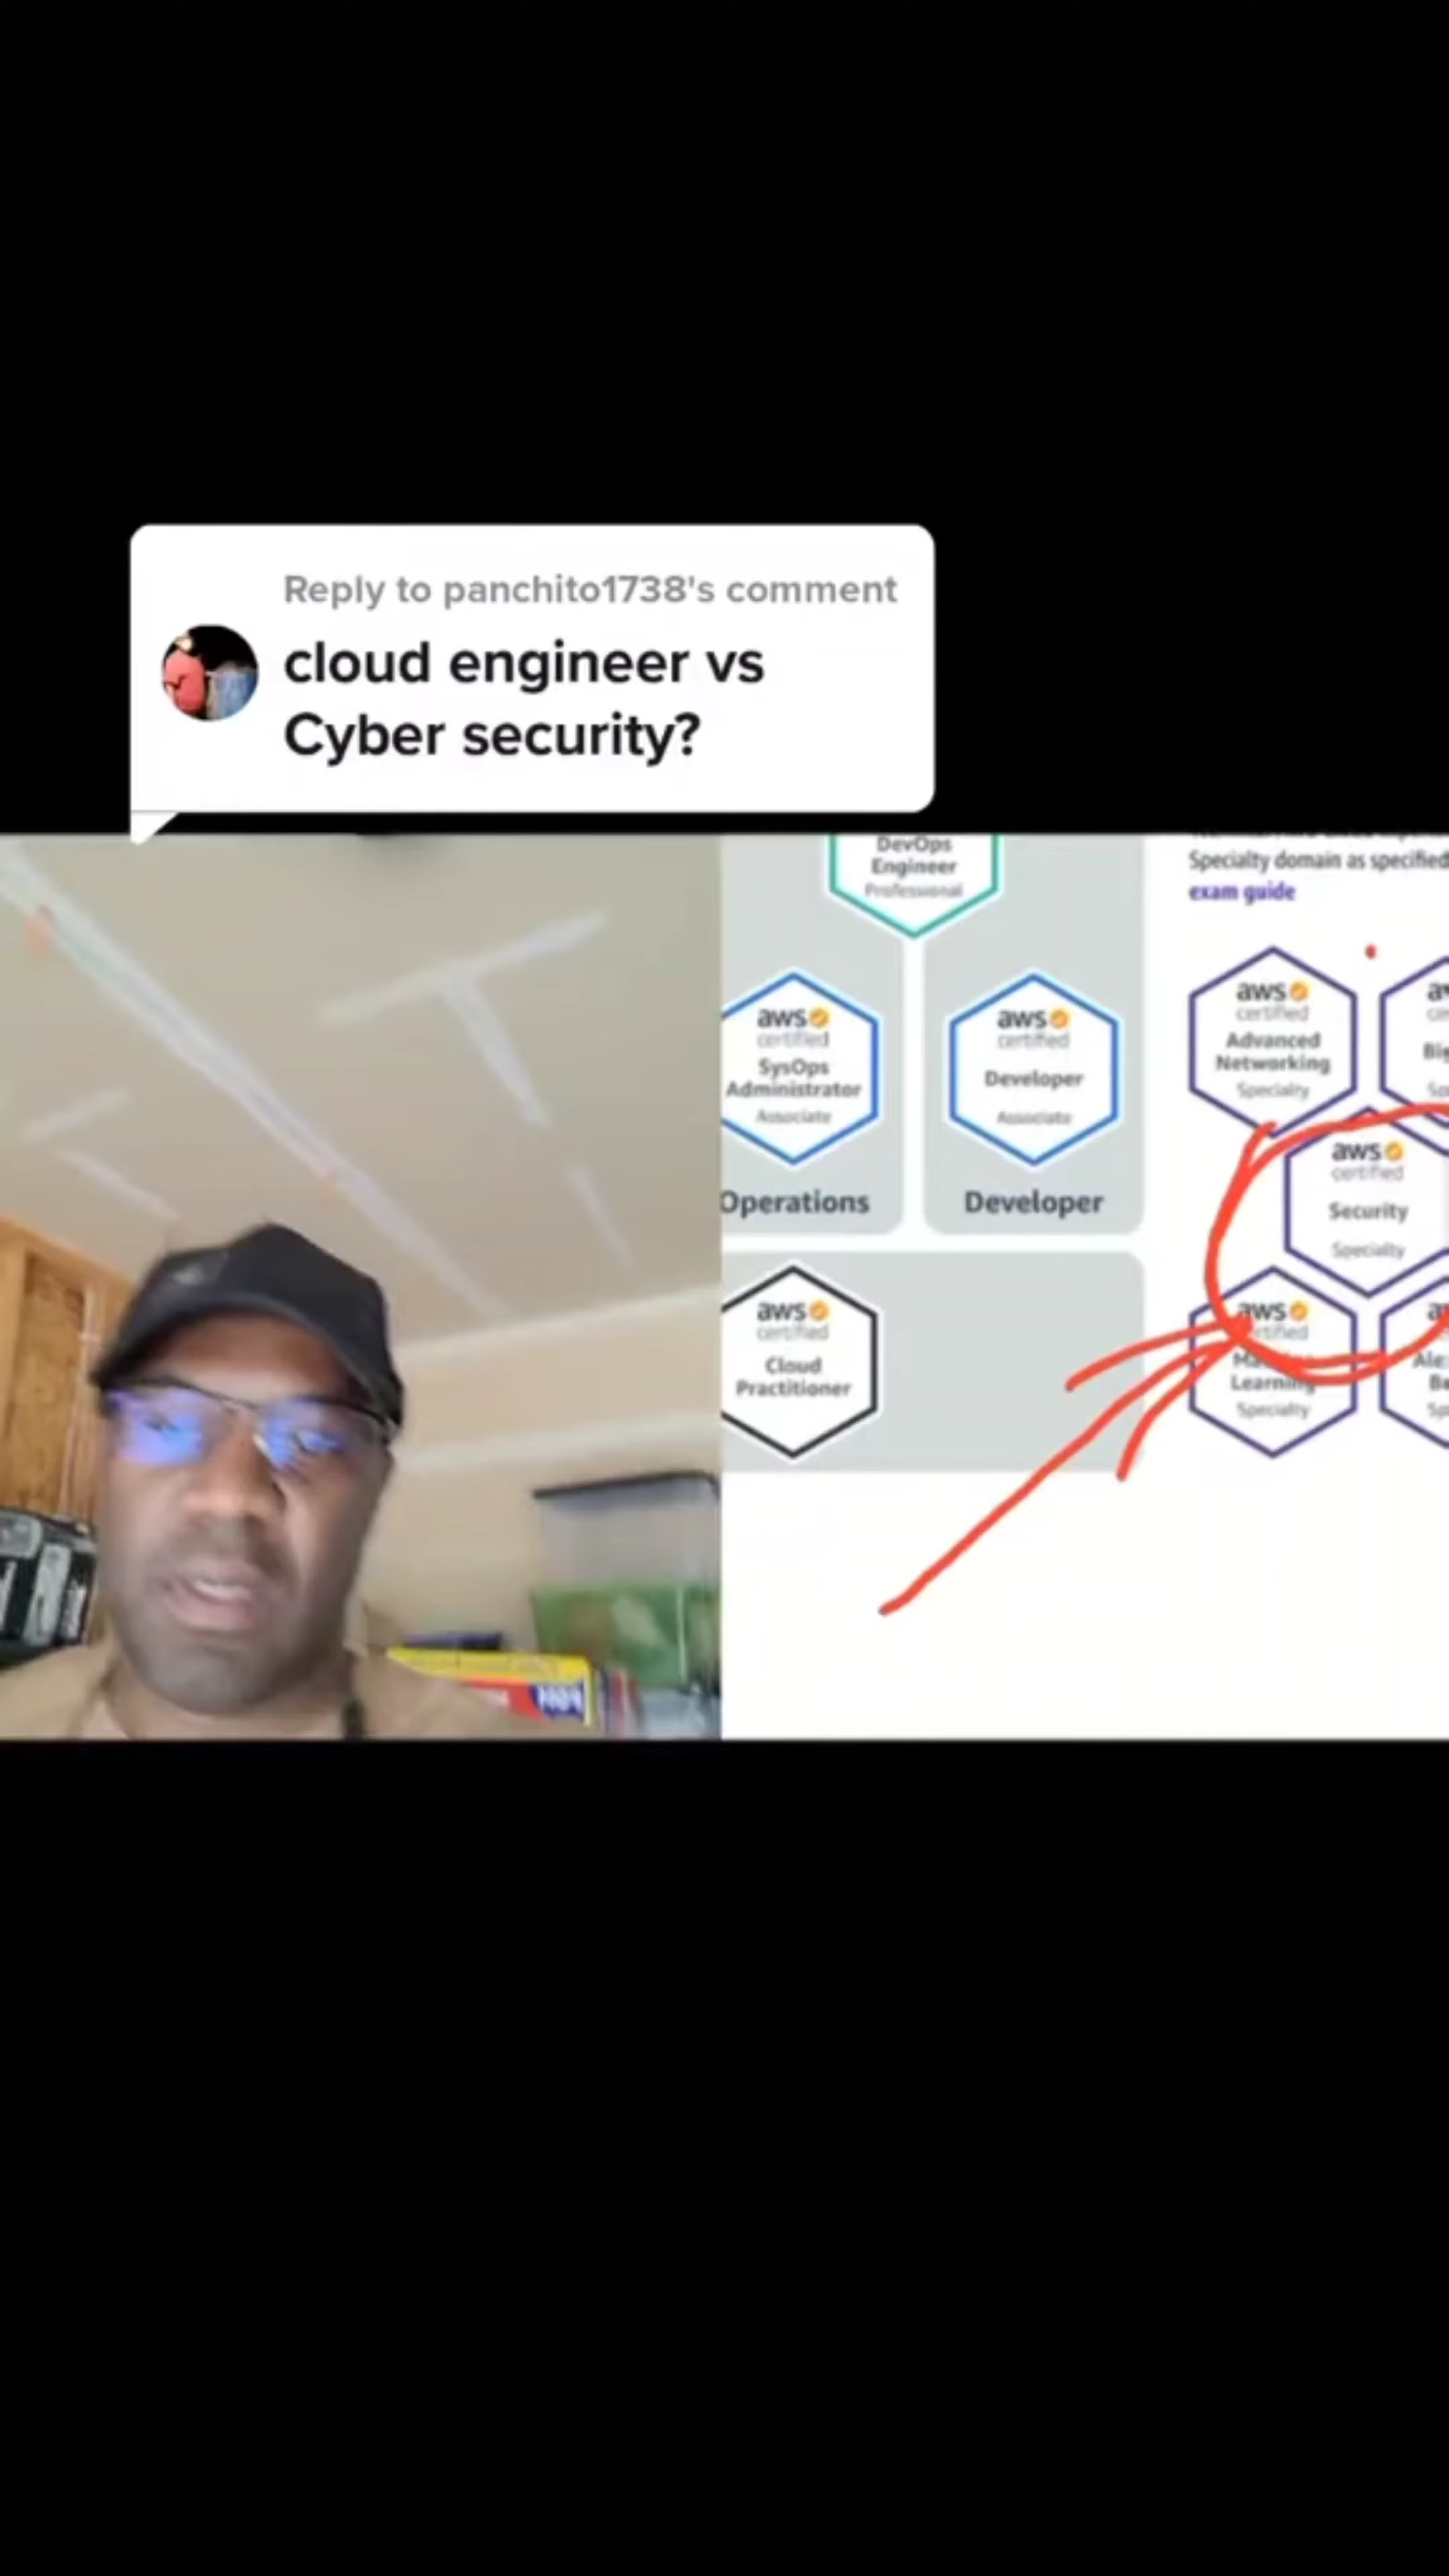 Reply to panchito1738's comment
cloud engineer vs
Cyber security?
DevOps
Engineer
Professional
Specialty domain as specified
exam guide
aws
certified
SysOps
Administrator
Associate
Operations
aws
certified
Developer
Associate
Developer
aws
certified
Cloud
Practitioner
aws
certified
Advanced
Networking
Specialty
aws
certified
Security
Specialty
aws
Learning
Specialty